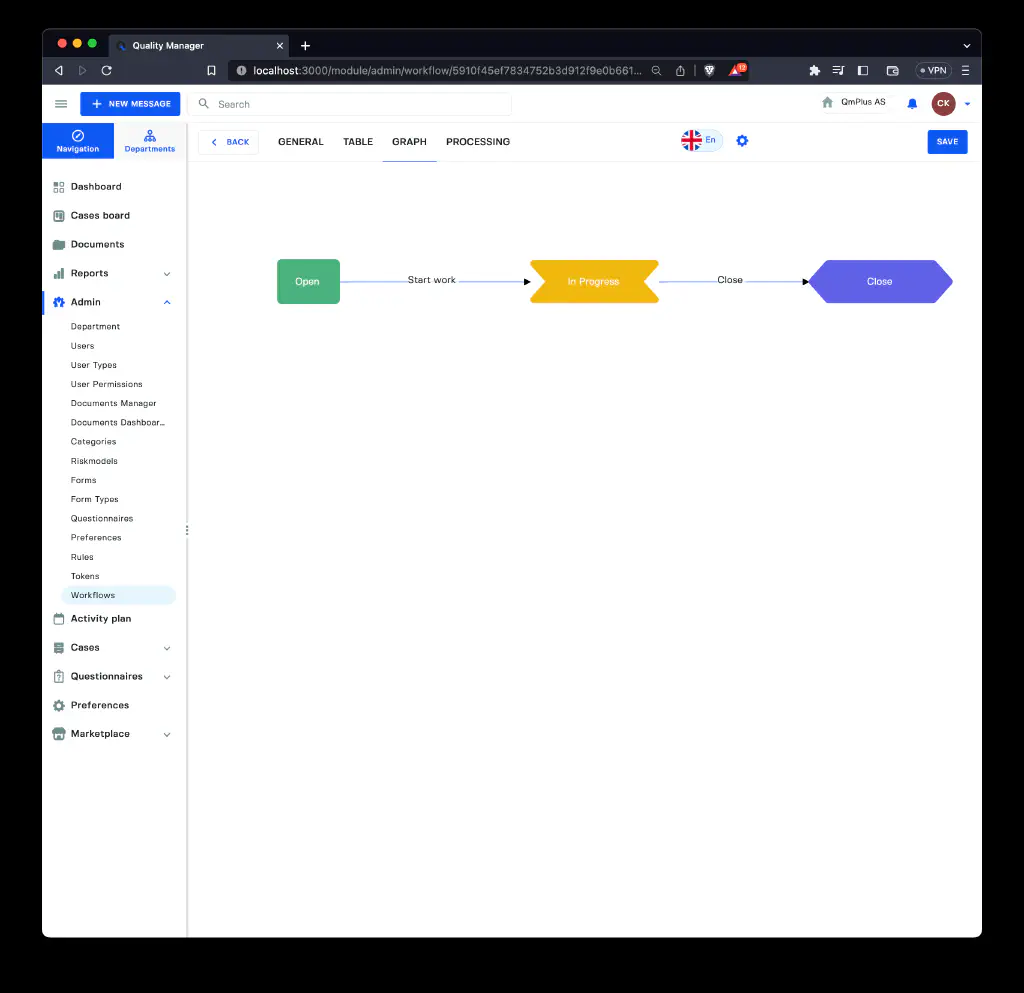 Quality Manager
localhost:3000/module/admin/workflow/5910f45ef7834752b3d912f9e0b661...
12
VPN
NEW MESSAGE
Search
QmPlus AS
CK
Navigation
Departments
BACK
GENERAL
TABLE
GRAPH
PROCESSING
En
SAVE
Dashboard
Cases board
Documents
Reports
Admin
Department
Users
User Types
User Permissions
Documents Manager
Documents Dashboar...
Categories
Riskmodels
Forms
Form Types
Questionnaires
Preferences
Rules
Tokens
Workflows
Activity plan
Cases
Questionnaires
Preferences
Marketplace
Open
Start work
In Progress
Close
Close